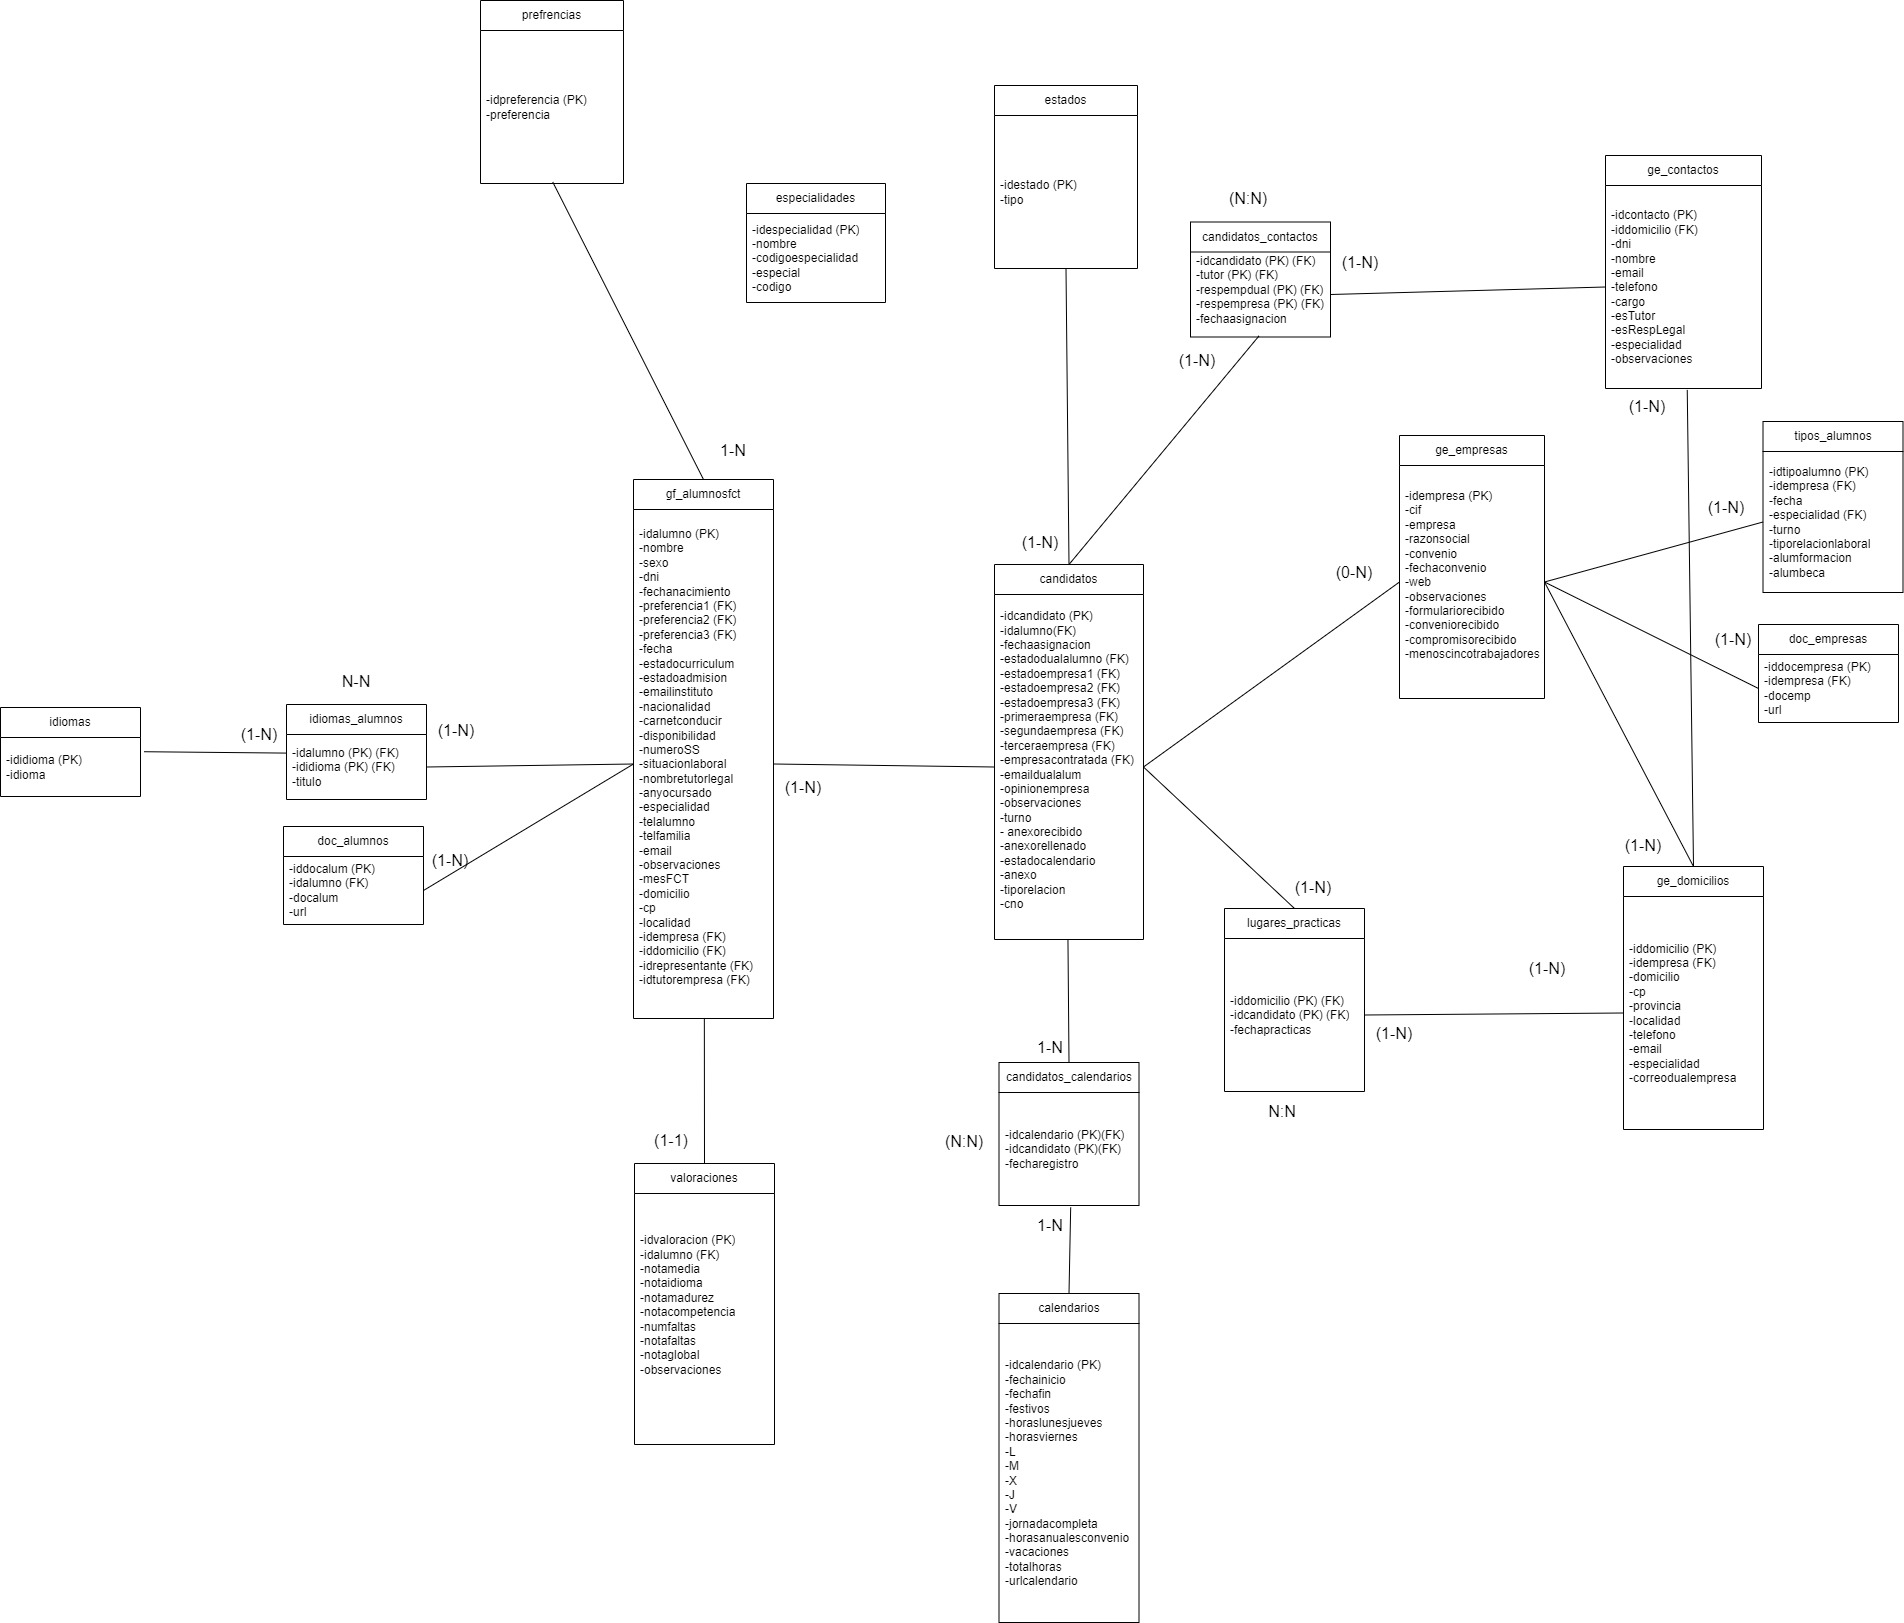 prefrencias
-idpreferencia (PK)
-preferencia
estados
-idestado (PK)
-tipo
especialidades
-idespecialidad (PK)
-nombre
-codigoespecialidad
-especial
-codigo
(N:N)
candidatos_contactos
-idcandidato (PK) (FK)
-tutor (PK) (FK)
-respempdual (PK) (FK)
-respempresa (PK) (FK)
-fechaasignacion
(1-N)
(1-N)
ge_contactos
-idcontacto (PK)
-iddomicilio (FK)
-dni
-nombre
-email
-telefono
-cargo
-esTutor
-esRespLegal
-especialidad
-observaciones
(1-N)
1-N
gf_alumnosfct
-idalumno (PK)
-nombre
-sexo
-dni
-fechanacimiento
-preferencia1 (FK)
-preferencia2 (FK)
-preferencia3 (FK)
-fecha
-estadocurriculum
-estadoadmision
-emailinstituto
-nacionalidad
-carnetconducir
-disponibilidad
-numeroSS
-situacionlaboral
-nombretutorlegal
-anyocursado
-especialidad
-telalumno
-telfamilia
-email
-observaciones
-mesFCT
-domicilio
-cp
-localidad
-idempresa (FK)
-iddomicilio (FK)
-idrepresentante (FK)
-idtutorempresa (FK)
(1-N)
(1-N)
candidatos
-idcandidato (PK)
-idalumno(FK)
-fechaasignacion
-estadodualalumno (FK)
-estadoempresa1 (FK)
-estadoempresa2 (FK)
-estadoempresa3 (FK)
-primeraempresa (FK)
-segundaempresa (FK)
-terceraempresa (FK)
-empresacontratada (FK)
-emaildualalum
-opinionempresa
-observaciones
-turno
- anexorecibido
-anexorellenado
-estadocalendario
-anexo
-tiporelacion
-cno
(0-N)
ge_empresas
-idempresa (PK)
-cif
-empresa
-razonsocial
-convenio
-fechaconvenio
-web
-observaciones
-formulariorecibido
-conveniorecibido
-compromisorecibido
-menoscincotrabajadores
(1-N)
tipos_alumnos
-idtipoalumno (PK)
-idempresa (FK)
-fecha
-especialidad (FK)
-turno
-tiporelacionlaboral
-alumformacion
-alumbeca
(1-N)
doc_empresas
-iddocempresa (PK)
-idempresa (FK)
-docemp
-url
idiomas
-ididioma (PK)
-idioma
(1-N)
N-N
idiomas_alumnos
-idalumno (PK) (FK)
-ididioma (PK) (FK)
-titulo
(1-N)
doc_alumnos
-iddocalum (PK)
-idalumno (FK)
-docalum
-url
(1-N)
(1-N)
lugares_practicas
-iddomicilio (PK) (FK)
-idcandidato (PK) (FK)
-fechapracticas
N:N
(1-N)
(1-N)
(1-N)
ge_domicilios
-iddomicilio (PK)
-idempresa (FK)
-domicilio
-cp
-provincia
-localidad
-telefono
-email
-especialidad
-correodualempresa
(1-1)
valoraciones
-idvaloracion (PK)
-idalumno (FK)
-notamedia
-notaidioma
-notamadurez
-notacompetencia
-numfaltas
-notafaltas
-notaglobal
-observaciones
1-N
candidatos_calendarios
-idcalendario (PK)(FK)
-idcandidato (PK)(FK)
-fecharegistro
(N:N)
1-N
calendarios
-idcalendario (PK)
-fechainicio
-fechafin
-festivos
-horaslunesjueves
-horasviernes
-L
-M
-X
-J
-V
-jornadacompleta
-horasanualesconvenio
-vacaciones
-totalhoras
-urlcalendario